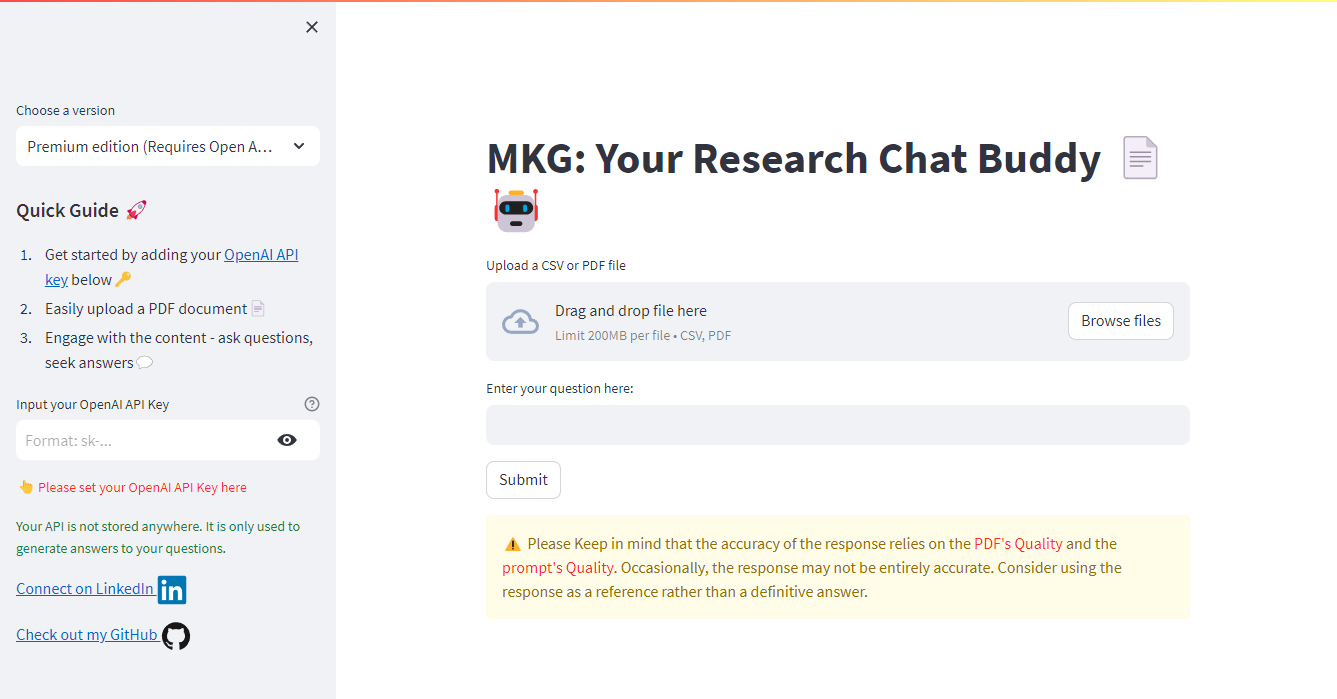 Choose a version
Premium edition (Requires Open A...
Quick Guide 🚀
1. Get started by adding your OpenAI API
key below 🔑
2. Easily upload a PDF document 📄
3. Engage with the content - ask questions,
seek answers 💬
Input your OpenAI API Key
Format: sk-...
👆 Please set your OpenAI API Key here
Your API is not stored anywhere. It is only used to
generate answers to your questions.
Connect on LinkedIn in
Check out my GitHub
MKG: Your Research Chat Buddy 📄
🤖
Upload a CSV or PDF file
Drag and drop file here
Limit 200MB per file • CSV, PDF
Browse files
Enter your question here:
Submit
⚠️ Please Keep in mind that the accuracy of the response relies on the PDF's Quality and the
prompt's Quality. Occasionally, the response may not be entirely accurate. Consider using the
response as a reference rather than a definitive answer.